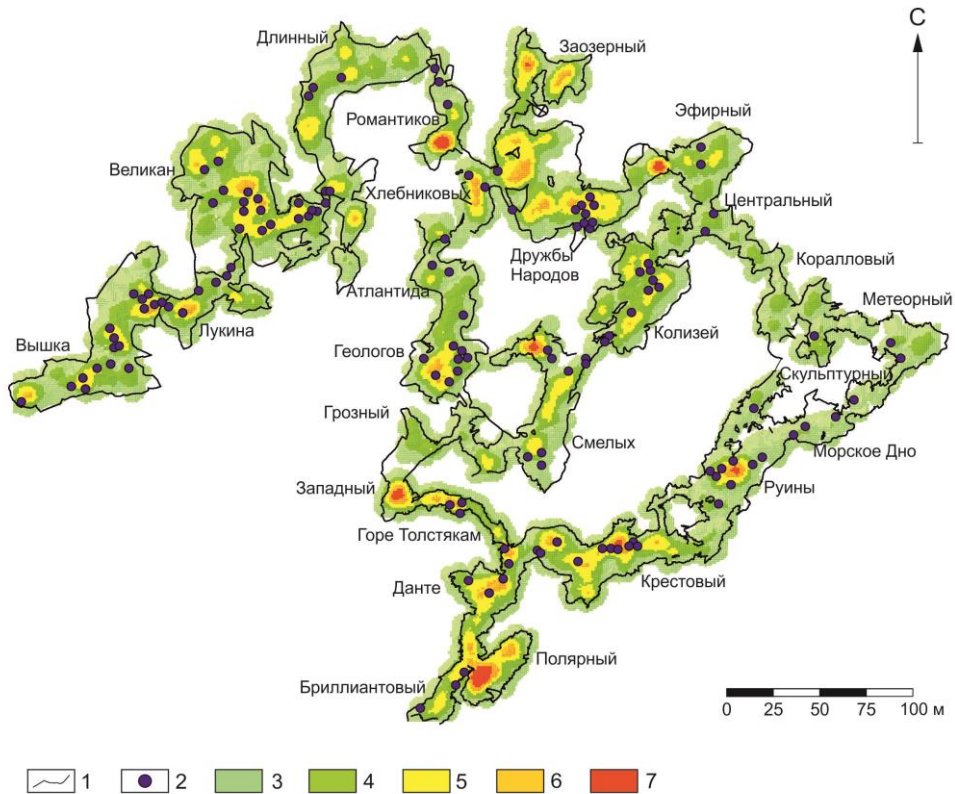 С
Длинный
Заозерный
Романтиков
Эфирный
Великан
Хлебниковых
Центральный
Дружбы
Народов
Коралловый
Атлантида
Метеорный
Лукина
Колизей
Вышка
Геологов
Скульптурный
Грозный
Смелых
Морское Дно
Западный
Руины
Горе Толстякам
Данте
Крестовый
Полярный
Бриллиантовый
0 25 50 75 100 м
1 2 3 4 5 6 7